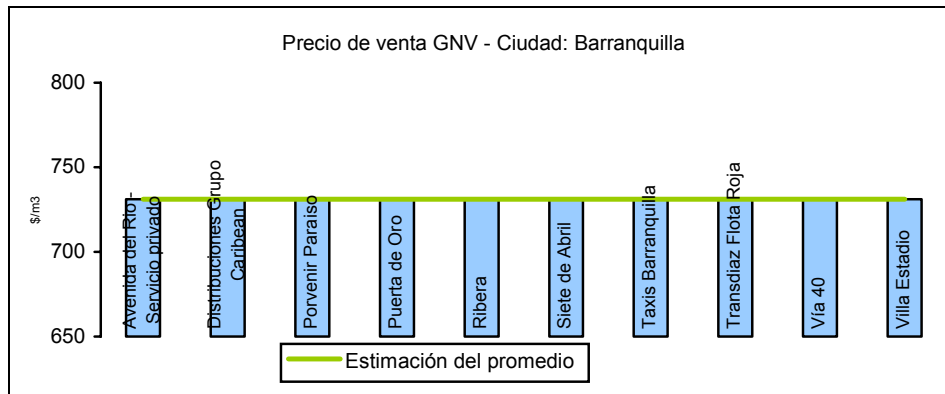 Precio de venta GNV - Ciudad: Barranquilla
800
750
700
650
$/m3
Avenida del Rio -
Servicio privado
Distribuciones Grupo
Caribean
Porvenir Paraiso
Puerta de Oro
Ribera
Siete de Abril
Taxis Barranquilla
Transdiaz Flota Roja
Vía 40
Villa Estadio
Estimación del promedio